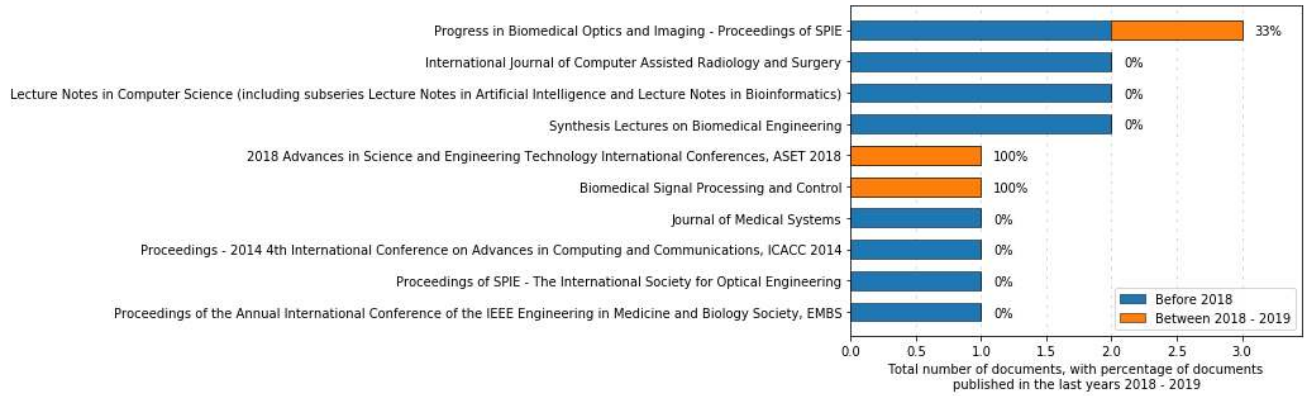 Progress in Biomedical Optics and Imaging - Proceedings of SPIE
33%
International Journal of Computer Assisted Radiology and Surgery
0%
Lecture Notes in Computer Science (including subseries Lecture Notes in Artificial Intelligence and Lecture Notes in Bioinformatics)
0%
Synthesis Lectures on Biomedical Engineering
0%
2018 Advances in Science and Engineering Technology International Conferences, ASET 2018
100%
Biomedical Signal Processing and Control
100%
Journal of Medical Systems
0%
Proceedings - 2014 4th International Conference on Advances in Computing and Communications, ICACC 2014
0%
Proceedings of SPIE - The International Society for Optical Engineering
0%
Proceedings of the Annual International Conference of the IEEE Engineering in Medicine and Biology Society, EMBS
0%
Before 2018
Between 2018 - 2019
0.0 0.5 1.0 1.5 2.0 2.5 3.0
Total number of documents, with percentage of documents
published in the last years 2018 - 2019